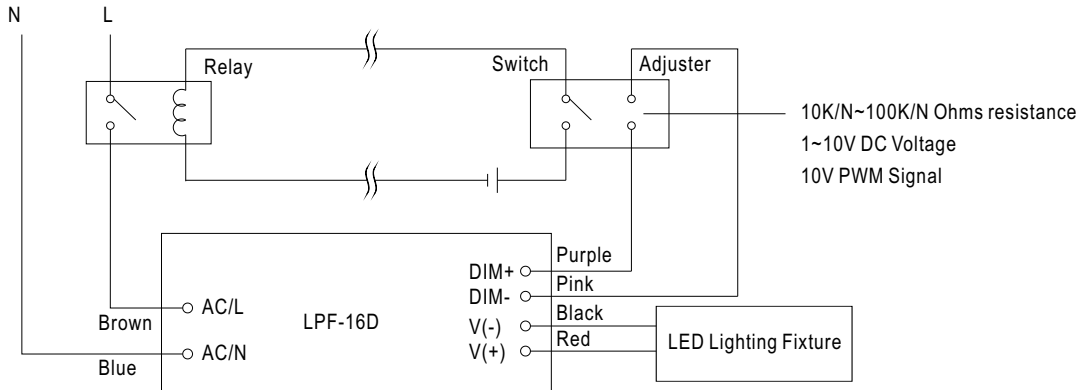 N
L
Relay
Switch
Adjuster
10K/N~100K/N Ohms resistance
1~10V DC Voltage
10V PWM Signal
Purple
DIM+
Pink
DIM-
Brown
AC/L
LPF-16D
Black
V(-)
Red
V(+)
LED Lighting Fixture
Blue
AC/N